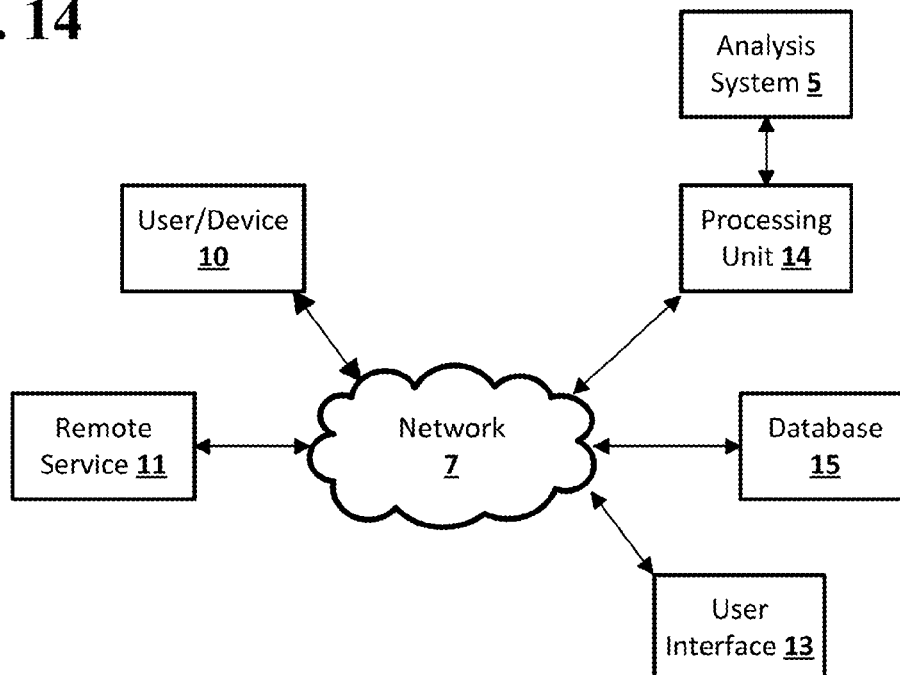 . 14
Analysis
System 5
User/Device
10
Processing
Unit 14
Remote
Service 11
Network
7
Database
15
User
Interface 13